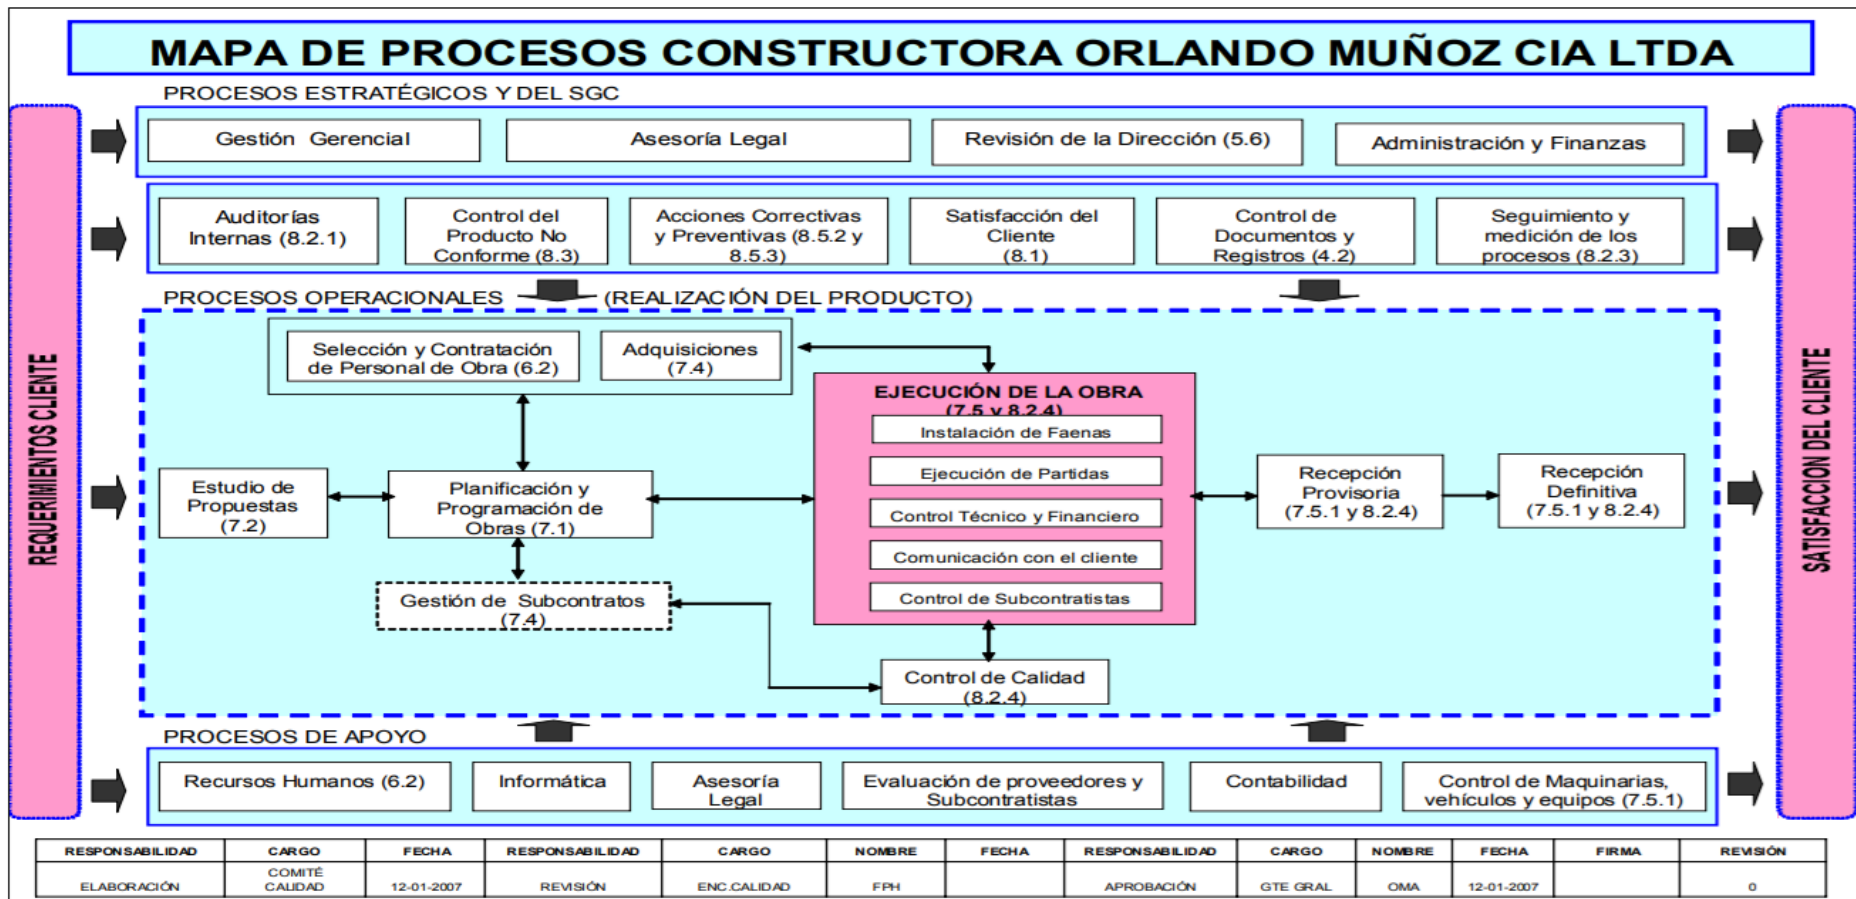 MAPA DE PROCESOS CONSTRUCTORA ORLANDO MUÑOZ CIA LTDA
PROCESOS ESTRATÉGICOS Y DEL SGC
REQUERIMIENTOS CLIENTE
Gestión Gerencial
Asesoría Legal
Revisión de la Dirección (5.6)
Administración y Finanzas
Auditorías
Internas (8.2.1)
Control del
Producto No
Conforme (8.3)
Acciones Correctivas
y Preventivas (8.5.2 y
8.5.3)
Satisfacción del
Cliente
(8.1)
Control de
Documentos y
Registros (4.2)
Seguimiento y
medición de los
procesos (8.2.3)
PROCESOS OPERACIONALES (REALIZACIÓN DEL PRODUCTO)
Selección y Contratación
de Personal de Obra (6.2)
Adquisiciones
(7.4)
Estudio de
Propuestas
(7.2)
Planificación y
Programación de
Obras (7.1)
Gestión de Subcontratos
(7.4)
EJECUCIÓN DE LA OBRA
(7.5 y 8.2.4)
Instalación de Faenas
Ejecución de Partidas
Control Técnico y Financiero
Comunicación con el cliente
Control de Subcontratistas
Control de Calidad
(8.2.4)
Recepción
Provisoria
(7.5.1 y 8.2.4)
Recepción
Definitiva
(7.5.1 y 8.2.4)
SATISFACCION DEL CLIENTE
PROCESOS DE APOYO
Recursos Humanos (6.2)
Informática
Asesoría
Legal
Evaluación de proveedores y
Subcontratistas
Contabilidad
Control de Maquinarias,
vehículos y equipos (7.5.1)
RESPONSABILIDAD CARGO FECHA RESPONSABILIDAD CARGO NOMBRE FECHA RESPONSABILIDAD CARGO NOMBRE FECHA FIRMA REVISIÓN
ELABORACIÓN COMITÉ CALIDAD 12-01-2007 REVISIÓN ENC.CALIDAD FPH APROBACIÓN GTE GRAL OMA 12-01-2007 0